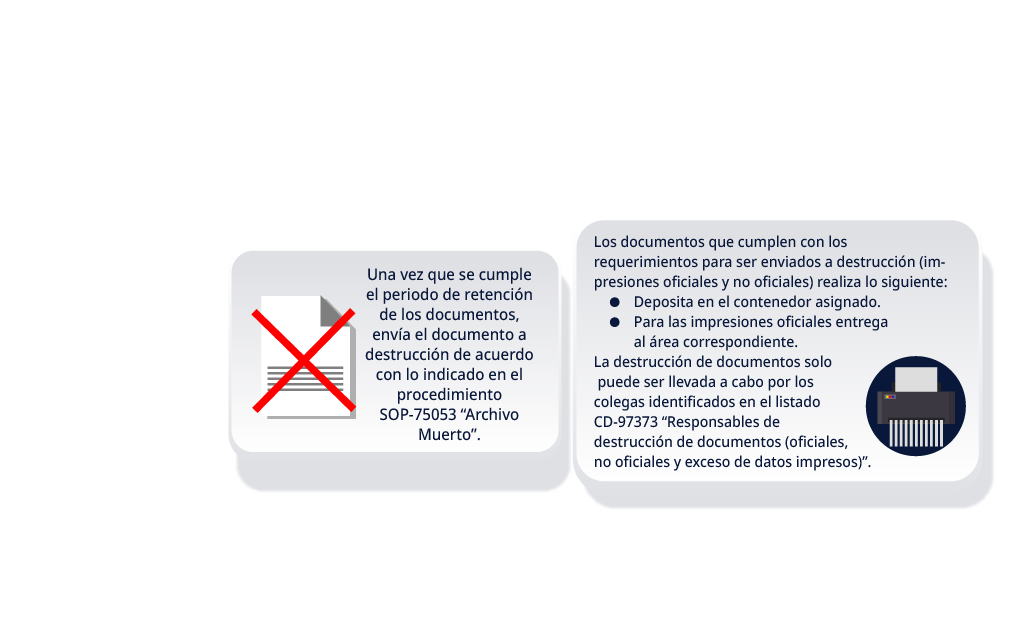 Una vez que se cumple
el periodo de retención
de los documentos,
envía el documento a
destrucción de acuerdo
con lo indicado en el
procedimiento
SOP-75053 “Archivo
Muerto”.
Los documentos que cumplen con los
requerimientos para ser enviados a destrucción (im-
presiones oficiales y no oficiales) realiza lo siguiente:
● Deposita en el contenedor asignado.
● Para las impresiones oficiales entrega
al área correspondiente.
La destrucción de documentos solo
puede ser llevada a cabo por los
colegas identificados en el listado
CD-97373 “Responsables de
destrucción de documentos (oficiales,
no oficiales y exceso de datos impresos)”.